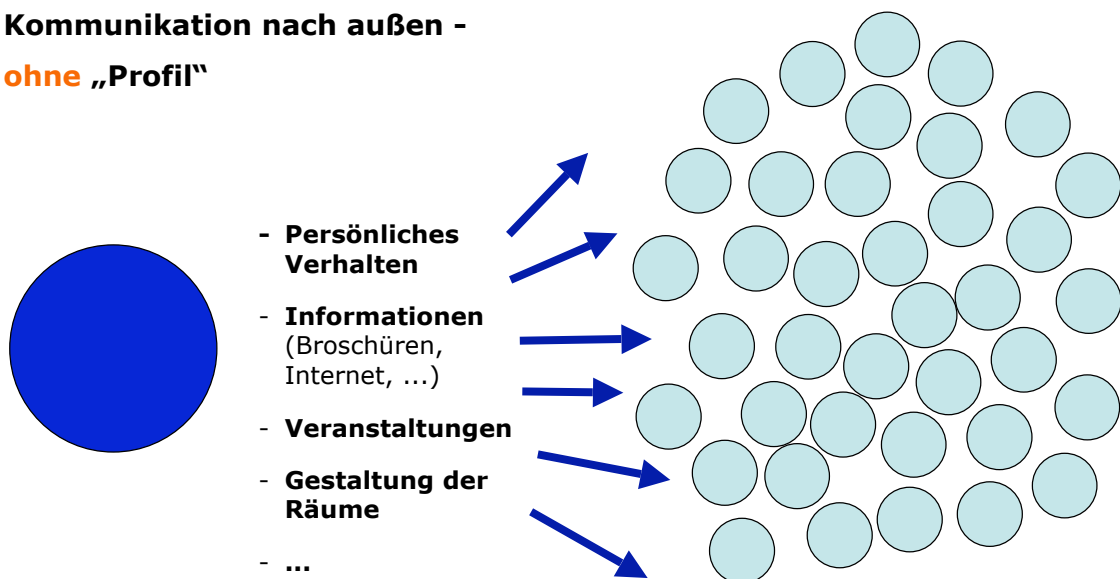 Kommunikation nach außen -
ohne „Profil“
- Persönliches
Verhalten
- Informationen
(Broschüren,
Internet, ...)
- Veranstaltungen
- Gestaltung der
Räume
- ...